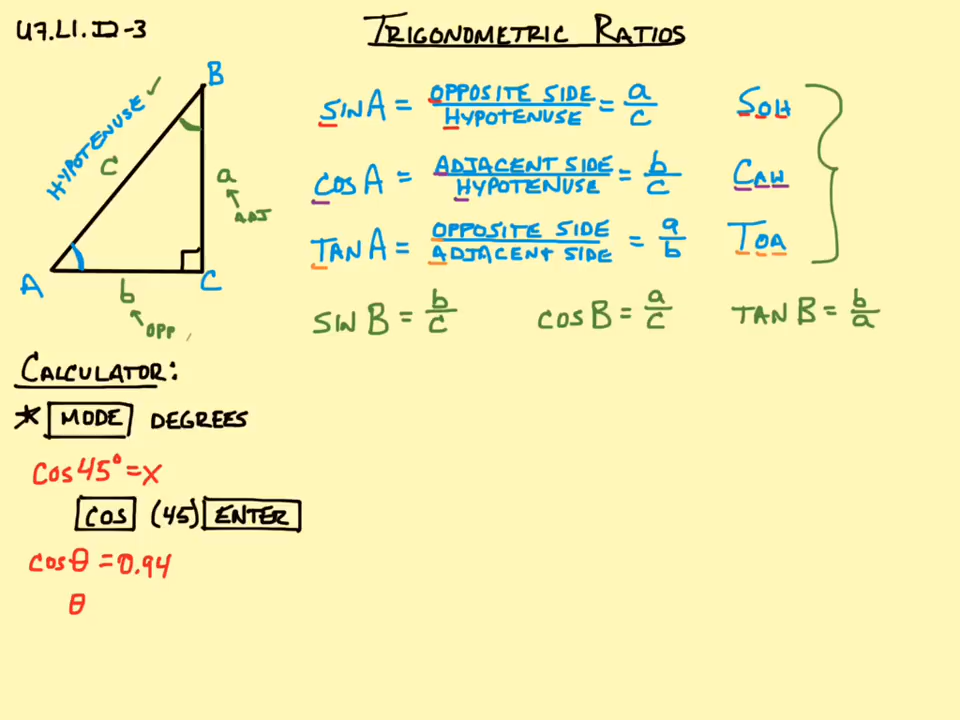 U7.L1.D-3
TRIGONOMETRIC RATIOS
B
HYPOTENUSE ✓
C
a
ADJ
A
b
C
OPP
SIN A = OPPOSITE SIDE / HYPOTENUSE = a/c
SOH
COS A = ADJACENT SIDE / HYPOTENUSE = b/c
CAH
TAN A = OPPOSITE SIDE / ADJACENT SIDE = a/b
TOA
SIN B = b/c
COS B = a/c
TAN B = b/a
CALCULATOR:
* MODE DEGREES
COS 45° = X
COS (45) ENTER
COS θ = 0.94
θ